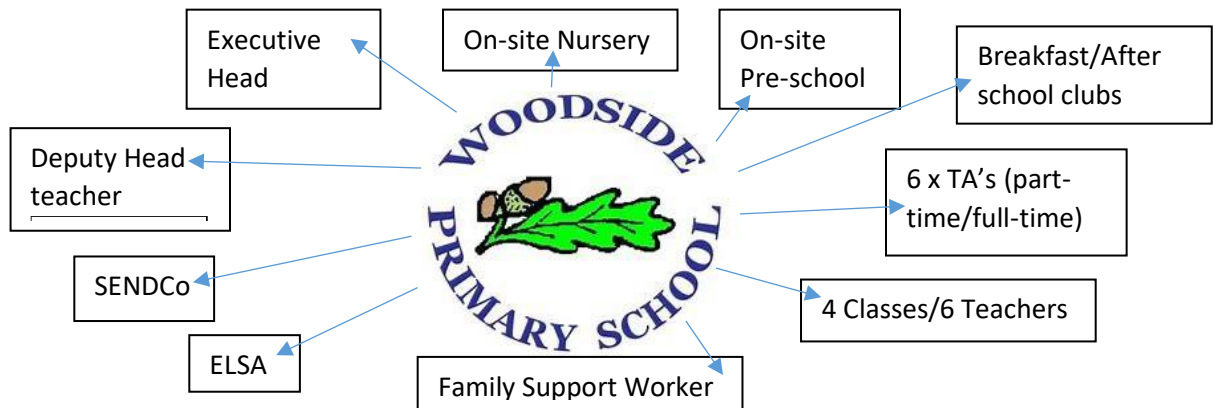 Executive
Head
On-site Nursery
On-site
Pre-school
Breakfast/After
school clubs
Deputy Head
teacher
WOODSIDE
PRIMARY SCHOOL
6 x TA’s (part-
time/full-time)
SENDCo
4 Classes/6 Teachers
ELSA
Family Support Worker